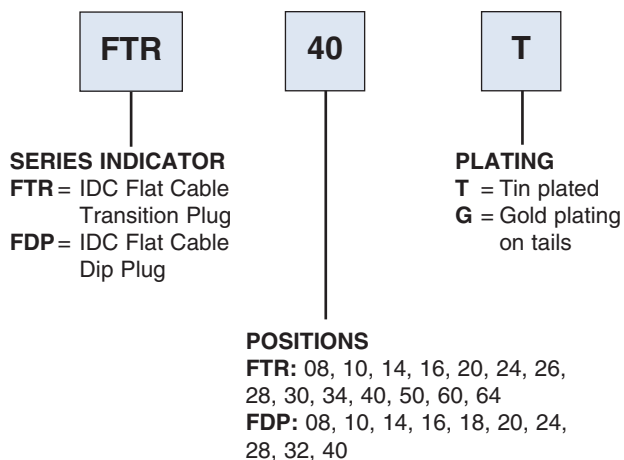 FTR 40 T
SERIES INDICATOR
FTR = IDC Flat Cable
Transition Plug
FDP = IDC Flat Cable
Dip Plug
PLATING
T = Tin plated
G = Gold plating
on tails
POSITIONS
FTR: 08, 10, 14, 16, 20, 24, 26,
28, 30, 34, 40, 50, 60, 64
FDP: 08, 10, 14, 16, 18, 20, 24,
28, 32, 40